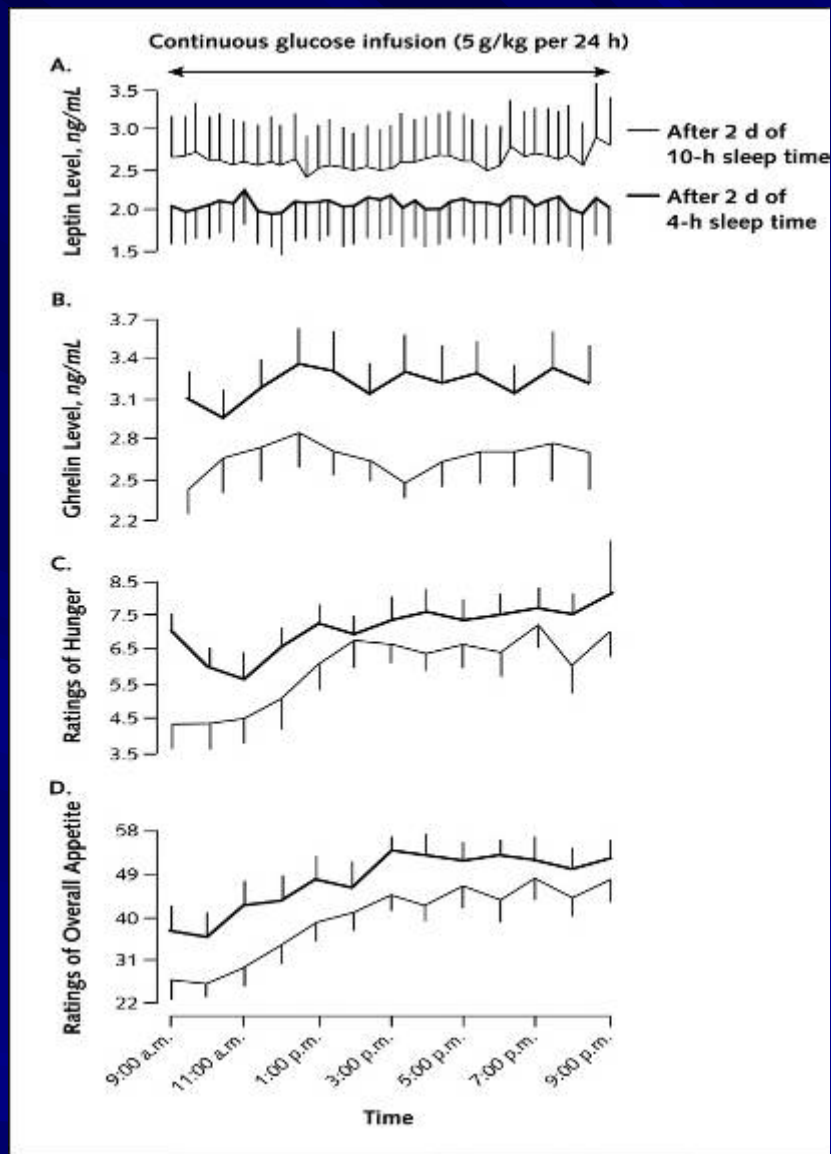 Continuous glucose infusion (5 g/kg per 24 h)
A.
Leptin Level, ng/mL
3.5
3.0
2.5
2.0
1.5
After 2 d of
10-h sleep time
After 2 d of
4-h sleep time
B.
Ghrelin Level, ng/mL
3.7
3.4
3.1
2.8
2.5
2.2
C.
Ratings of Hunger
8.5
7.5
6.5
5.5
4.5
3.5
D.
Ratings of Overall Appetite
58
49
40
31
22
9:00 a.m.
11:00 a.m.
1:00 p.m.
3:00 p.m.
5:00 p.m.
7:00 p.m.
9:00 p.m.
Time